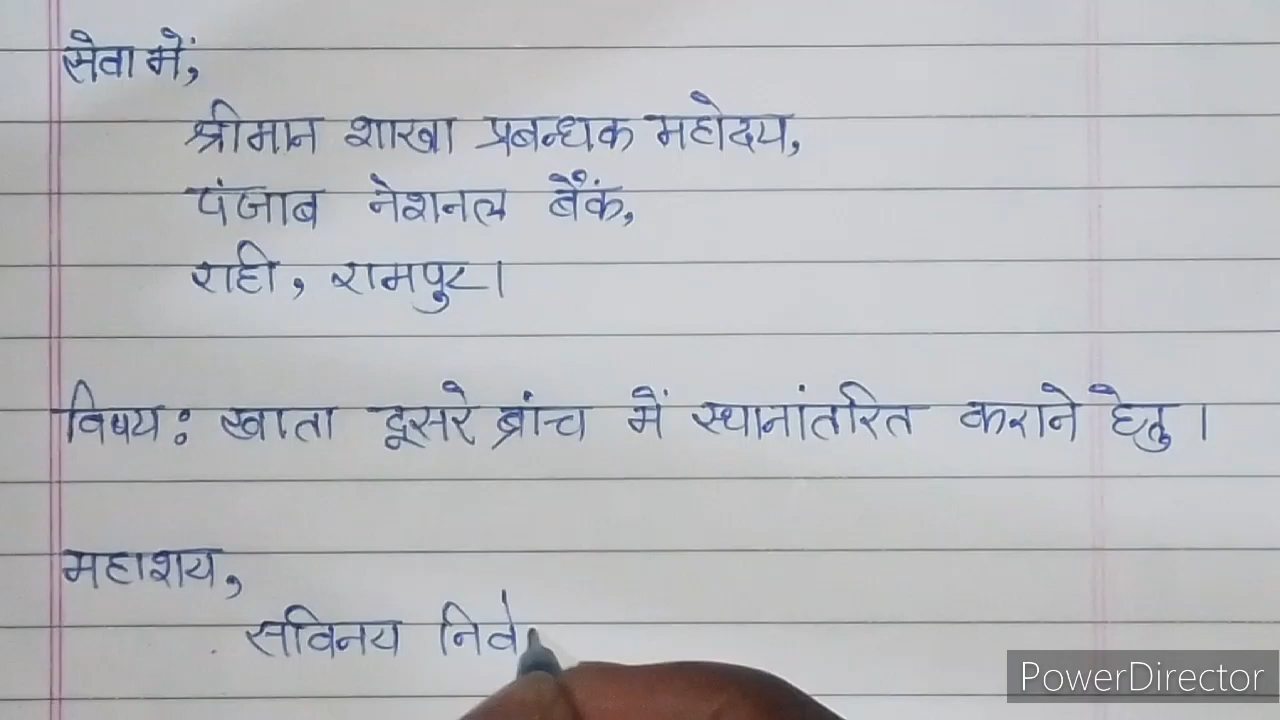 सेवा में,
श्रीमान शाखा प्रबन्धक महोदय,
पंजाब नेशनल बैंक,
राही, रामपुर।
विषय: खाता दूसरे ब्रांच में स्थानांतरित कराने हेतु।
महाशय,
सविनय निवे
PowerDirector